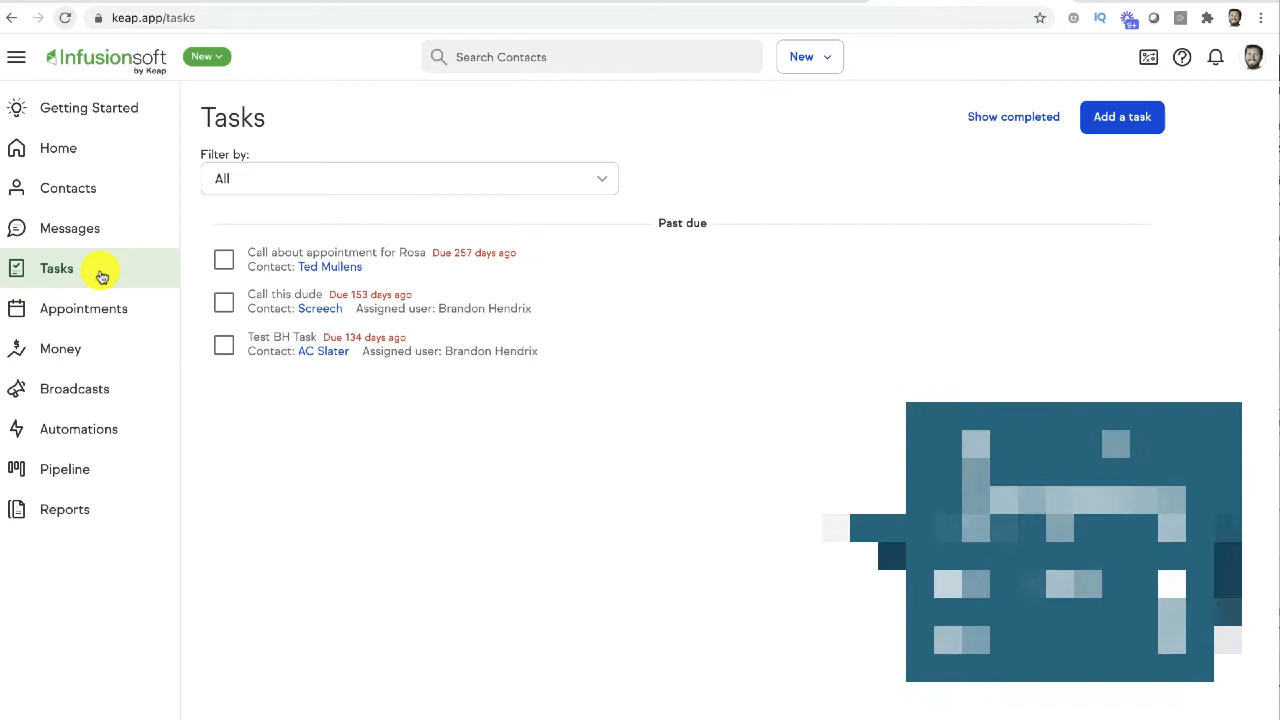 keap.app/tasks
9+
Infusionsoft
by Keap
New
Search Contacts
New
Getting Started
Home
Contacts
Messages
Tasks
Appointments
Money
Broadcasts
Automations
Pipeline
Reports
Tasks
Show completed
Add a task
Filter by:
All
Past due
Call about appointment for Rosa Due 257 days ago
Contact: Ted Mullens
Call this dude Due 153 days ago
Contact: Screech Assigned user: Brandon Hendrix
Test BH Task Due 134 days ago
Contact: AC Slater Assigned user: Brandon Hendrix